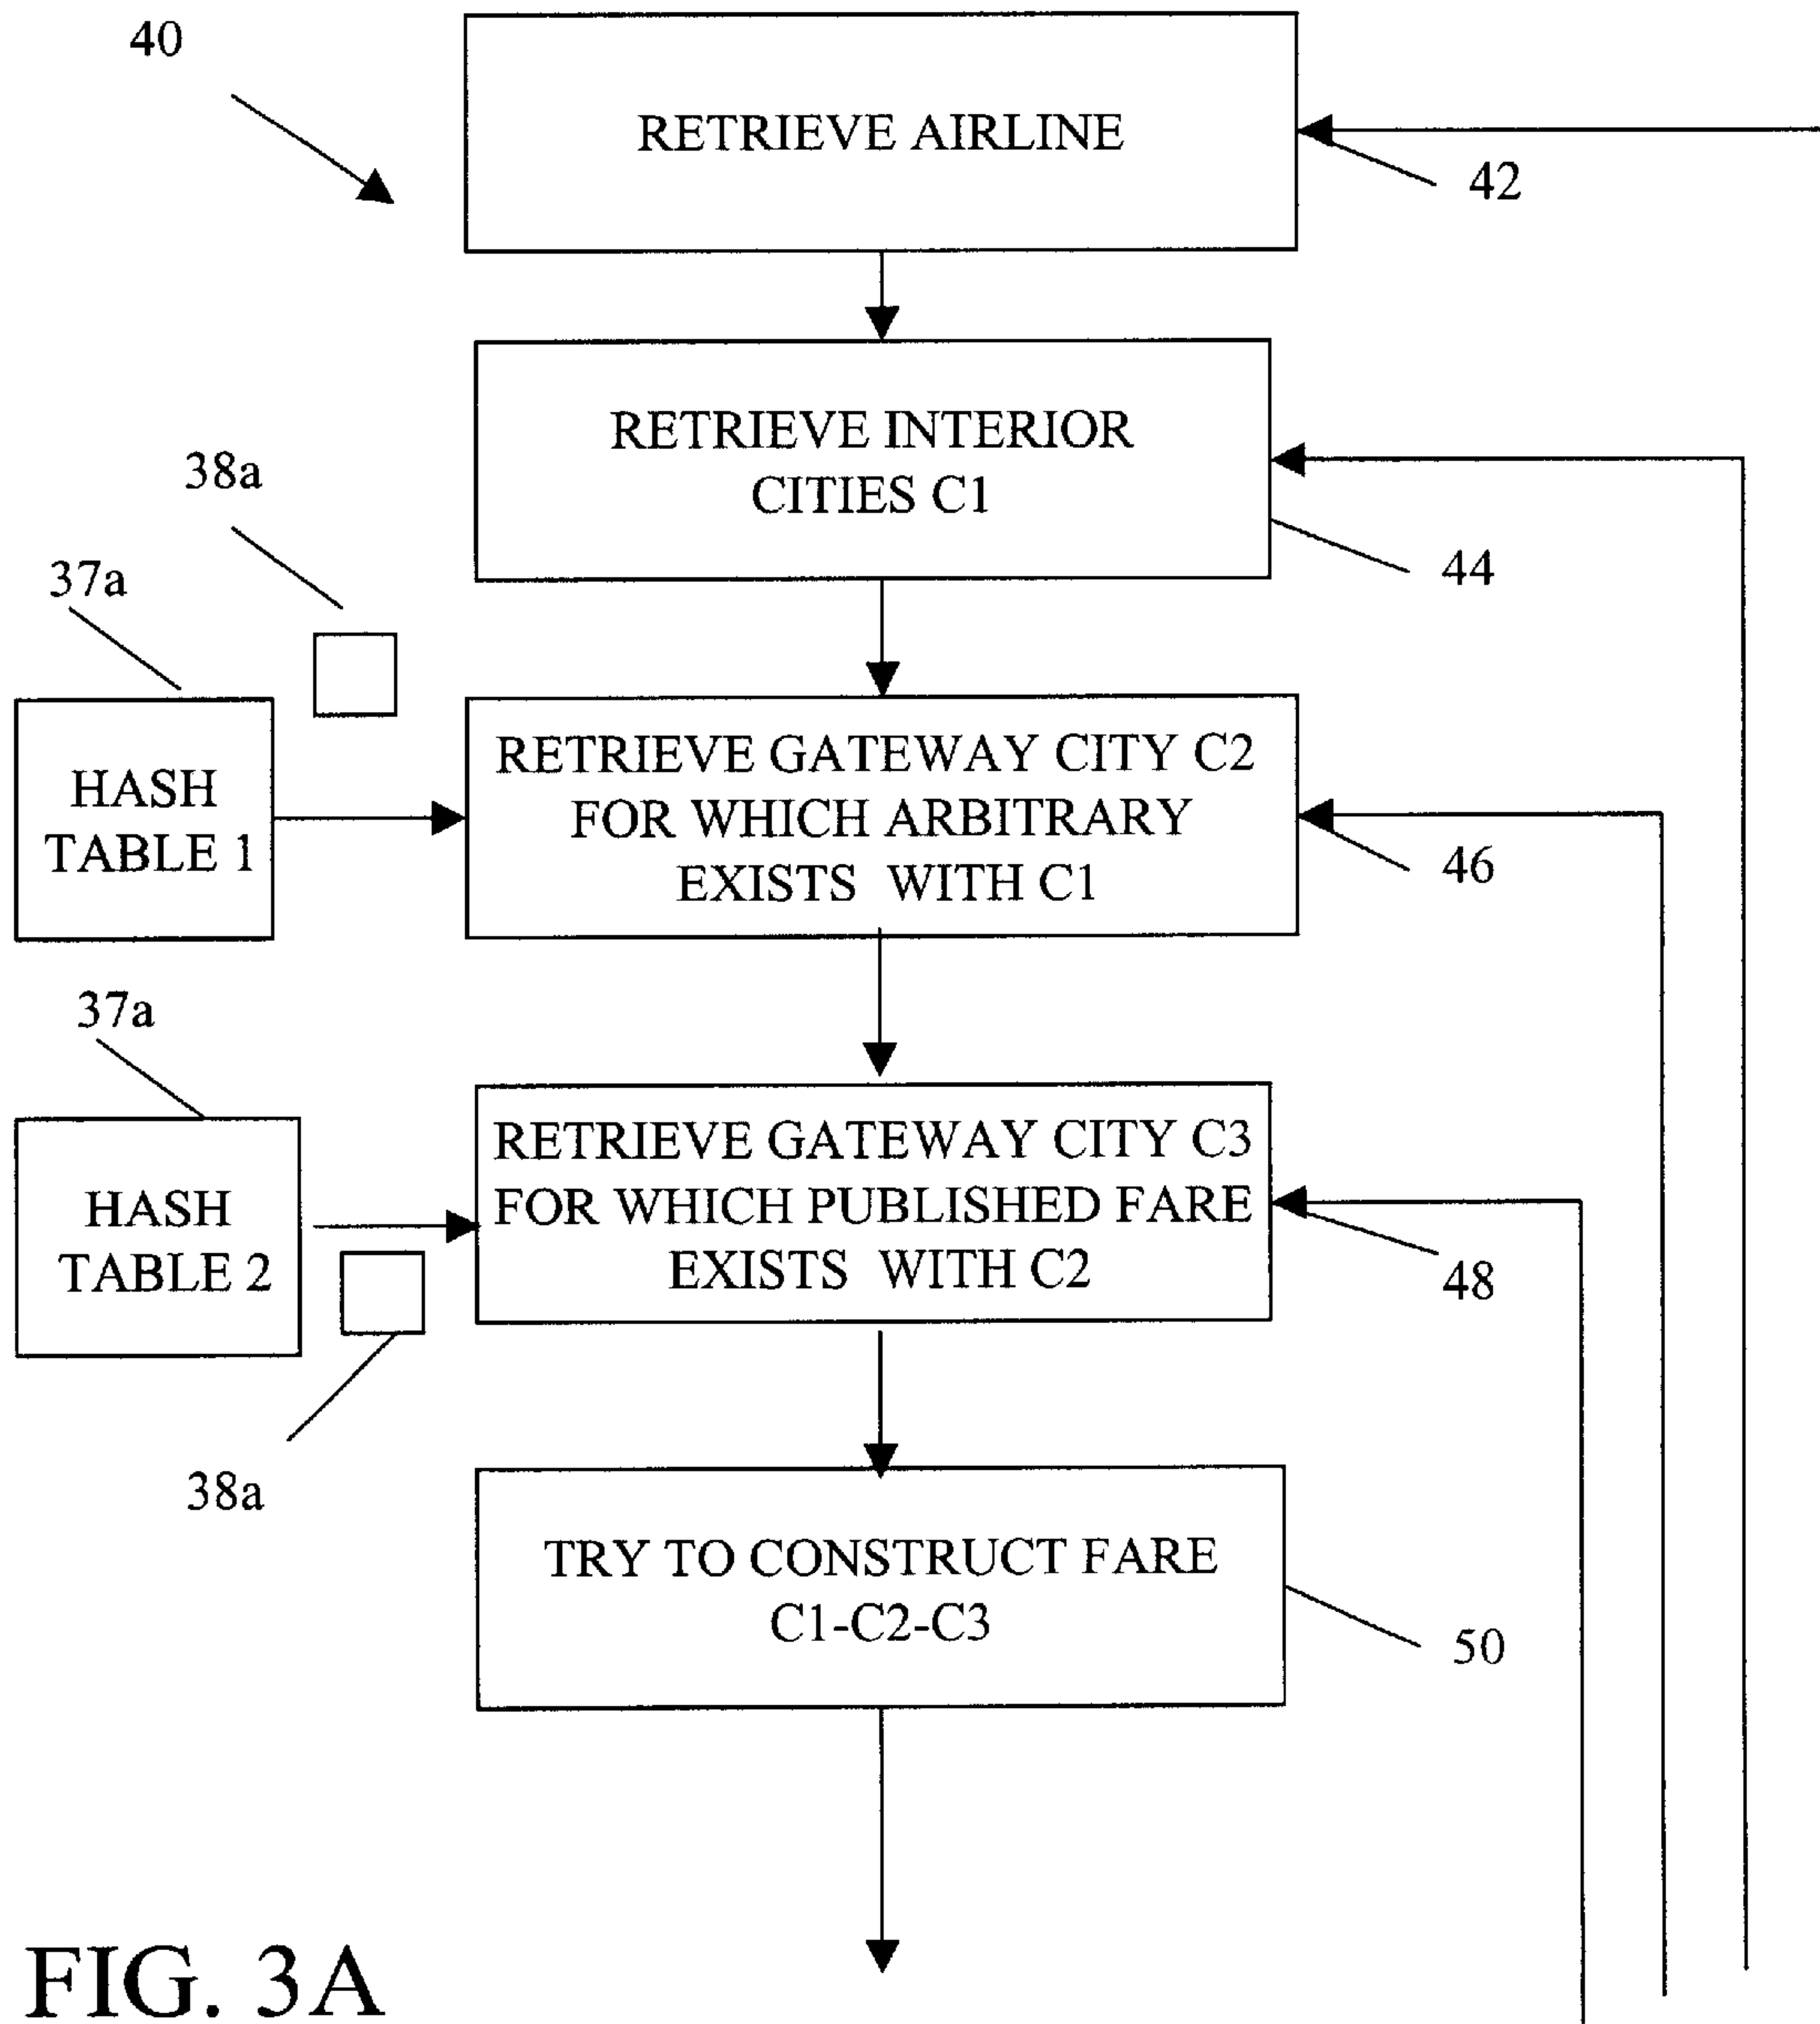 40
RETRIEVE AIRLINE
42
RETRIEVE INTERIOR
CITIES C1
44
38a
37a
HASH
TABLE 1
RETRIEVE GATEWAY CITY C2
FOR WHICH ARBITRARY
EXISTS WITH C1
46
37a
HASH
TABLE 2
RETRIEVE GATEWAY CITY C3
FOR WHICH PUBLISHED FARE
EXISTS WITH C2
48
38a
TRY TO CONSTRUCT FARE
C1-C2-C3
50
FIG. 3A